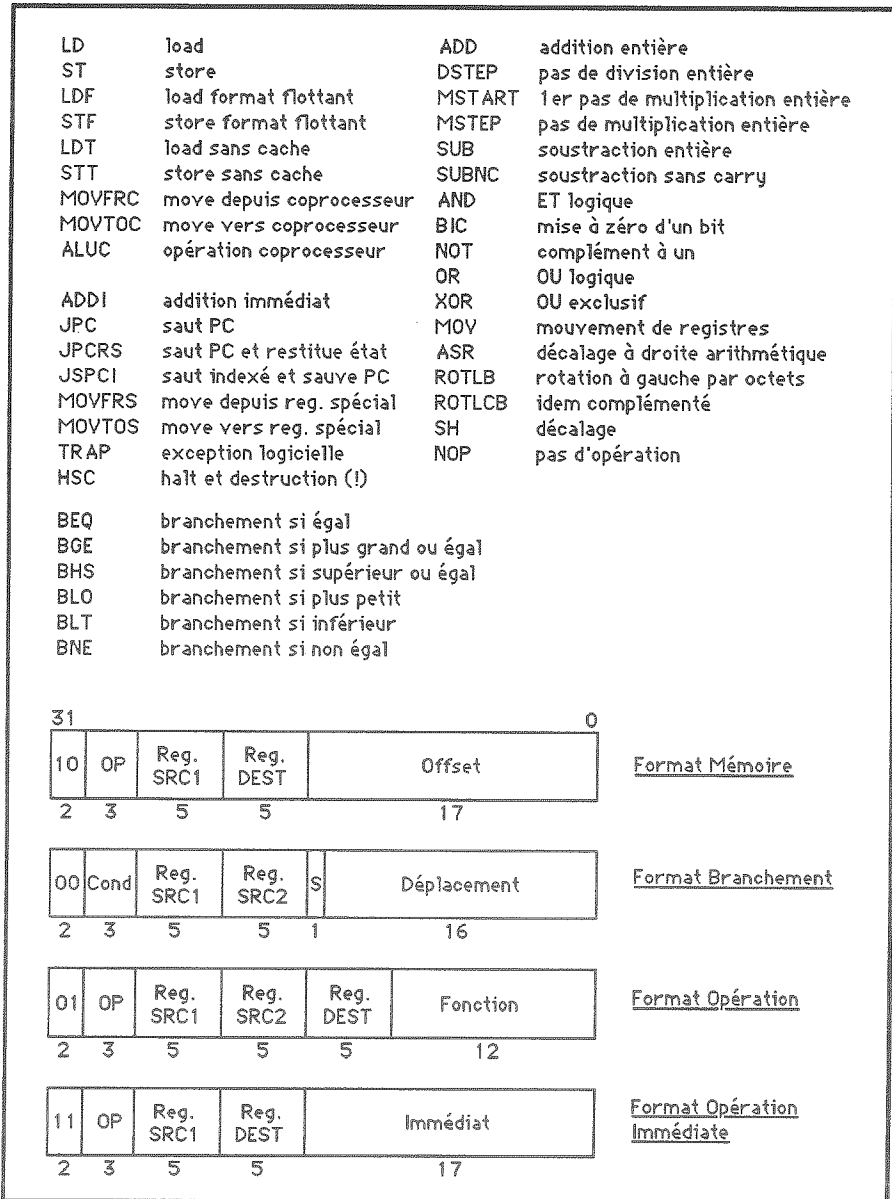 LD load
ST store
LDF load format flottant
STF store format flottant
LDT load sans cache
STT store sans cache
MOVFRC move depuis coprocesseur
MOVTOC move vers coprocesseur
ALUC opération coprocesseur
ADDI addition immédiat
JPC saut PC
JPCRS saut PC et restitue état
JSPCI saut indexé et sauve PC
MOVFRS move depuis reg. spécial
MOVTOS move vers reg. spécial
TRAP exception logicielle
HSC halt et destruction (!)
BEQ branchement si égal
BGE branchement si plus grand ou égal
BHS branchement si supérieur ou égal
BLO branchement si plus petit
BLT branchement si inférieur
BNE branchement si non égal
ADD addition entière
DSTEP pas de division entière
MSTART 1er pas de multiplication entière
MSTEP pas de multiplication entière
SUB soustraction entière
SUBNC soustraction sans carry
AND ET logique
BIC mise à zéro d'un bit
NOT complément à un
OR OU logique
XOR OU exclusif
MOV mouvement de registres
ASR décalage à droite arithmétique
ROTLB rotation à gauche par octets
ROTLCB idem complémenté
SH décalage
NOP pas d'opération
31 0
10 OP Reg. SRC1 Reg. DEST Offset
2 3 5 5 17
Format Mémoire
00 Cond Reg. SRC1 Reg. SRC2 S Déplacement
2 3 5 5 1 16
Format Branchement
01 OP Reg. SRC1 Reg. SRC2 Reg. DEST Fonction
2 3 5 5 5 12
Format Opération
11 OP Reg. SRC1 Reg. DEST Immédiat
2 3 5 5 17
Format Opération
Immédiate